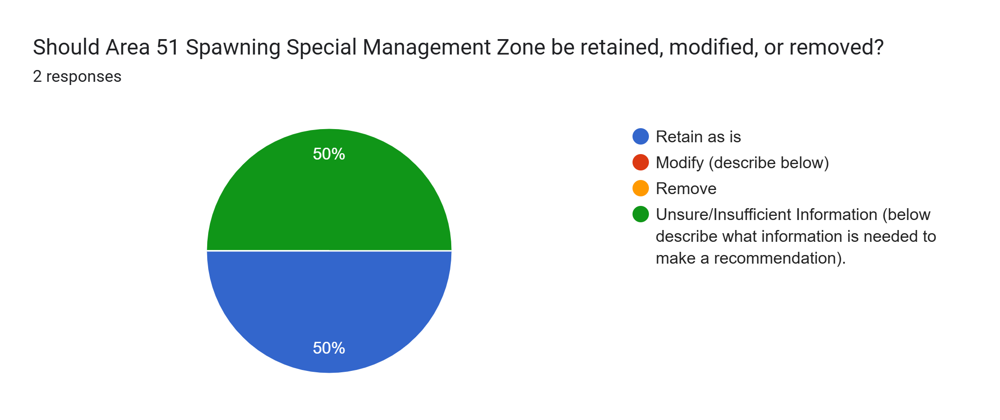 Should Area 51 Spawning Special Management Zone be retained, modified, or removed?
2 responses
50%
50%
Retain as is
Modify (describe below)
Remove
Unsure/Insufficient Information (below
describe what information is needed to
make a recommendation).